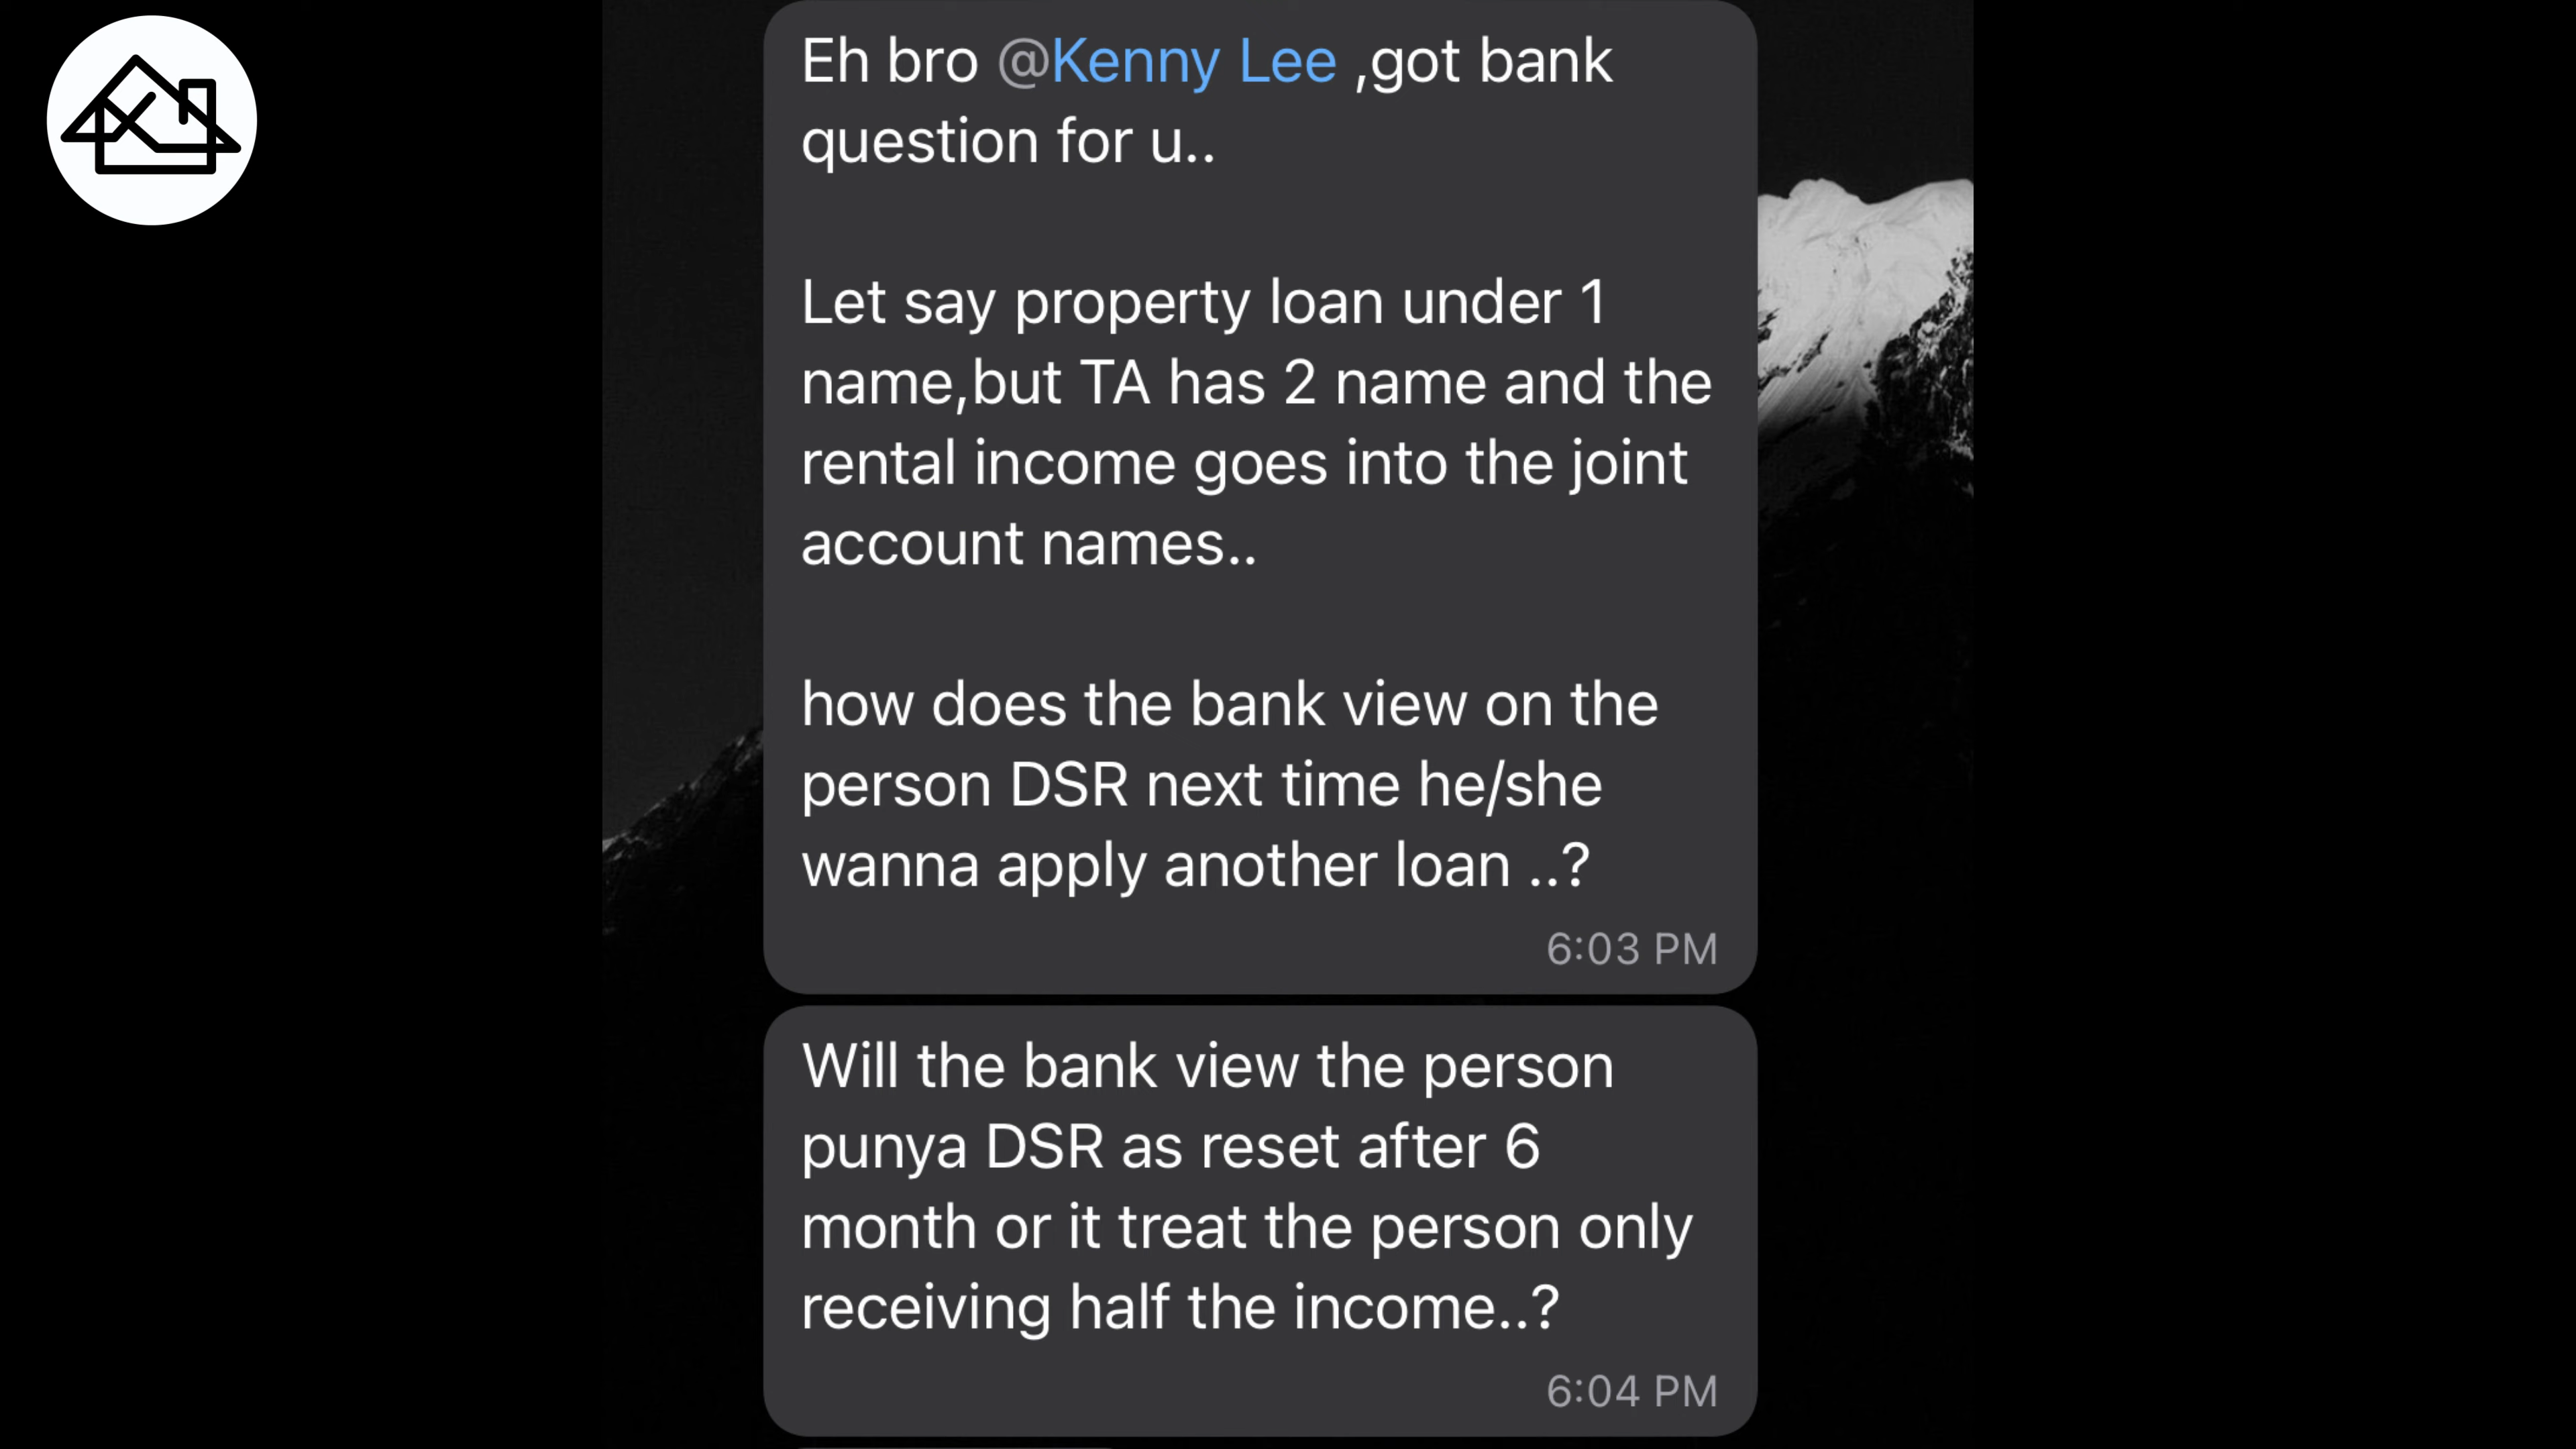 Eh bro @Kenny Lee ,got bank
question for u..
Let say property loan under 1
name,but TA has 2 name and the
rental income goes into the joint
account names..
how does the bank view on the
person DSR next time he/she
wanna apply another loan ..?
6:03 PM
Will the bank view the person
punya DSR as reset after 6
month or it treat the person only
receiving half the income..?
6:04 PM